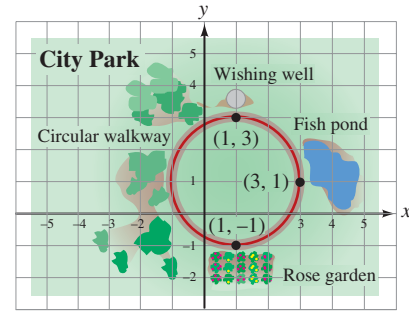 y
City Park
5
4
Wishing well
Circular walkway
(1, 3)
Fish pond
1
(3, 1)
-5 -4 -2 (1, −1) 3 4 5 x
−1
−2
Rose garden